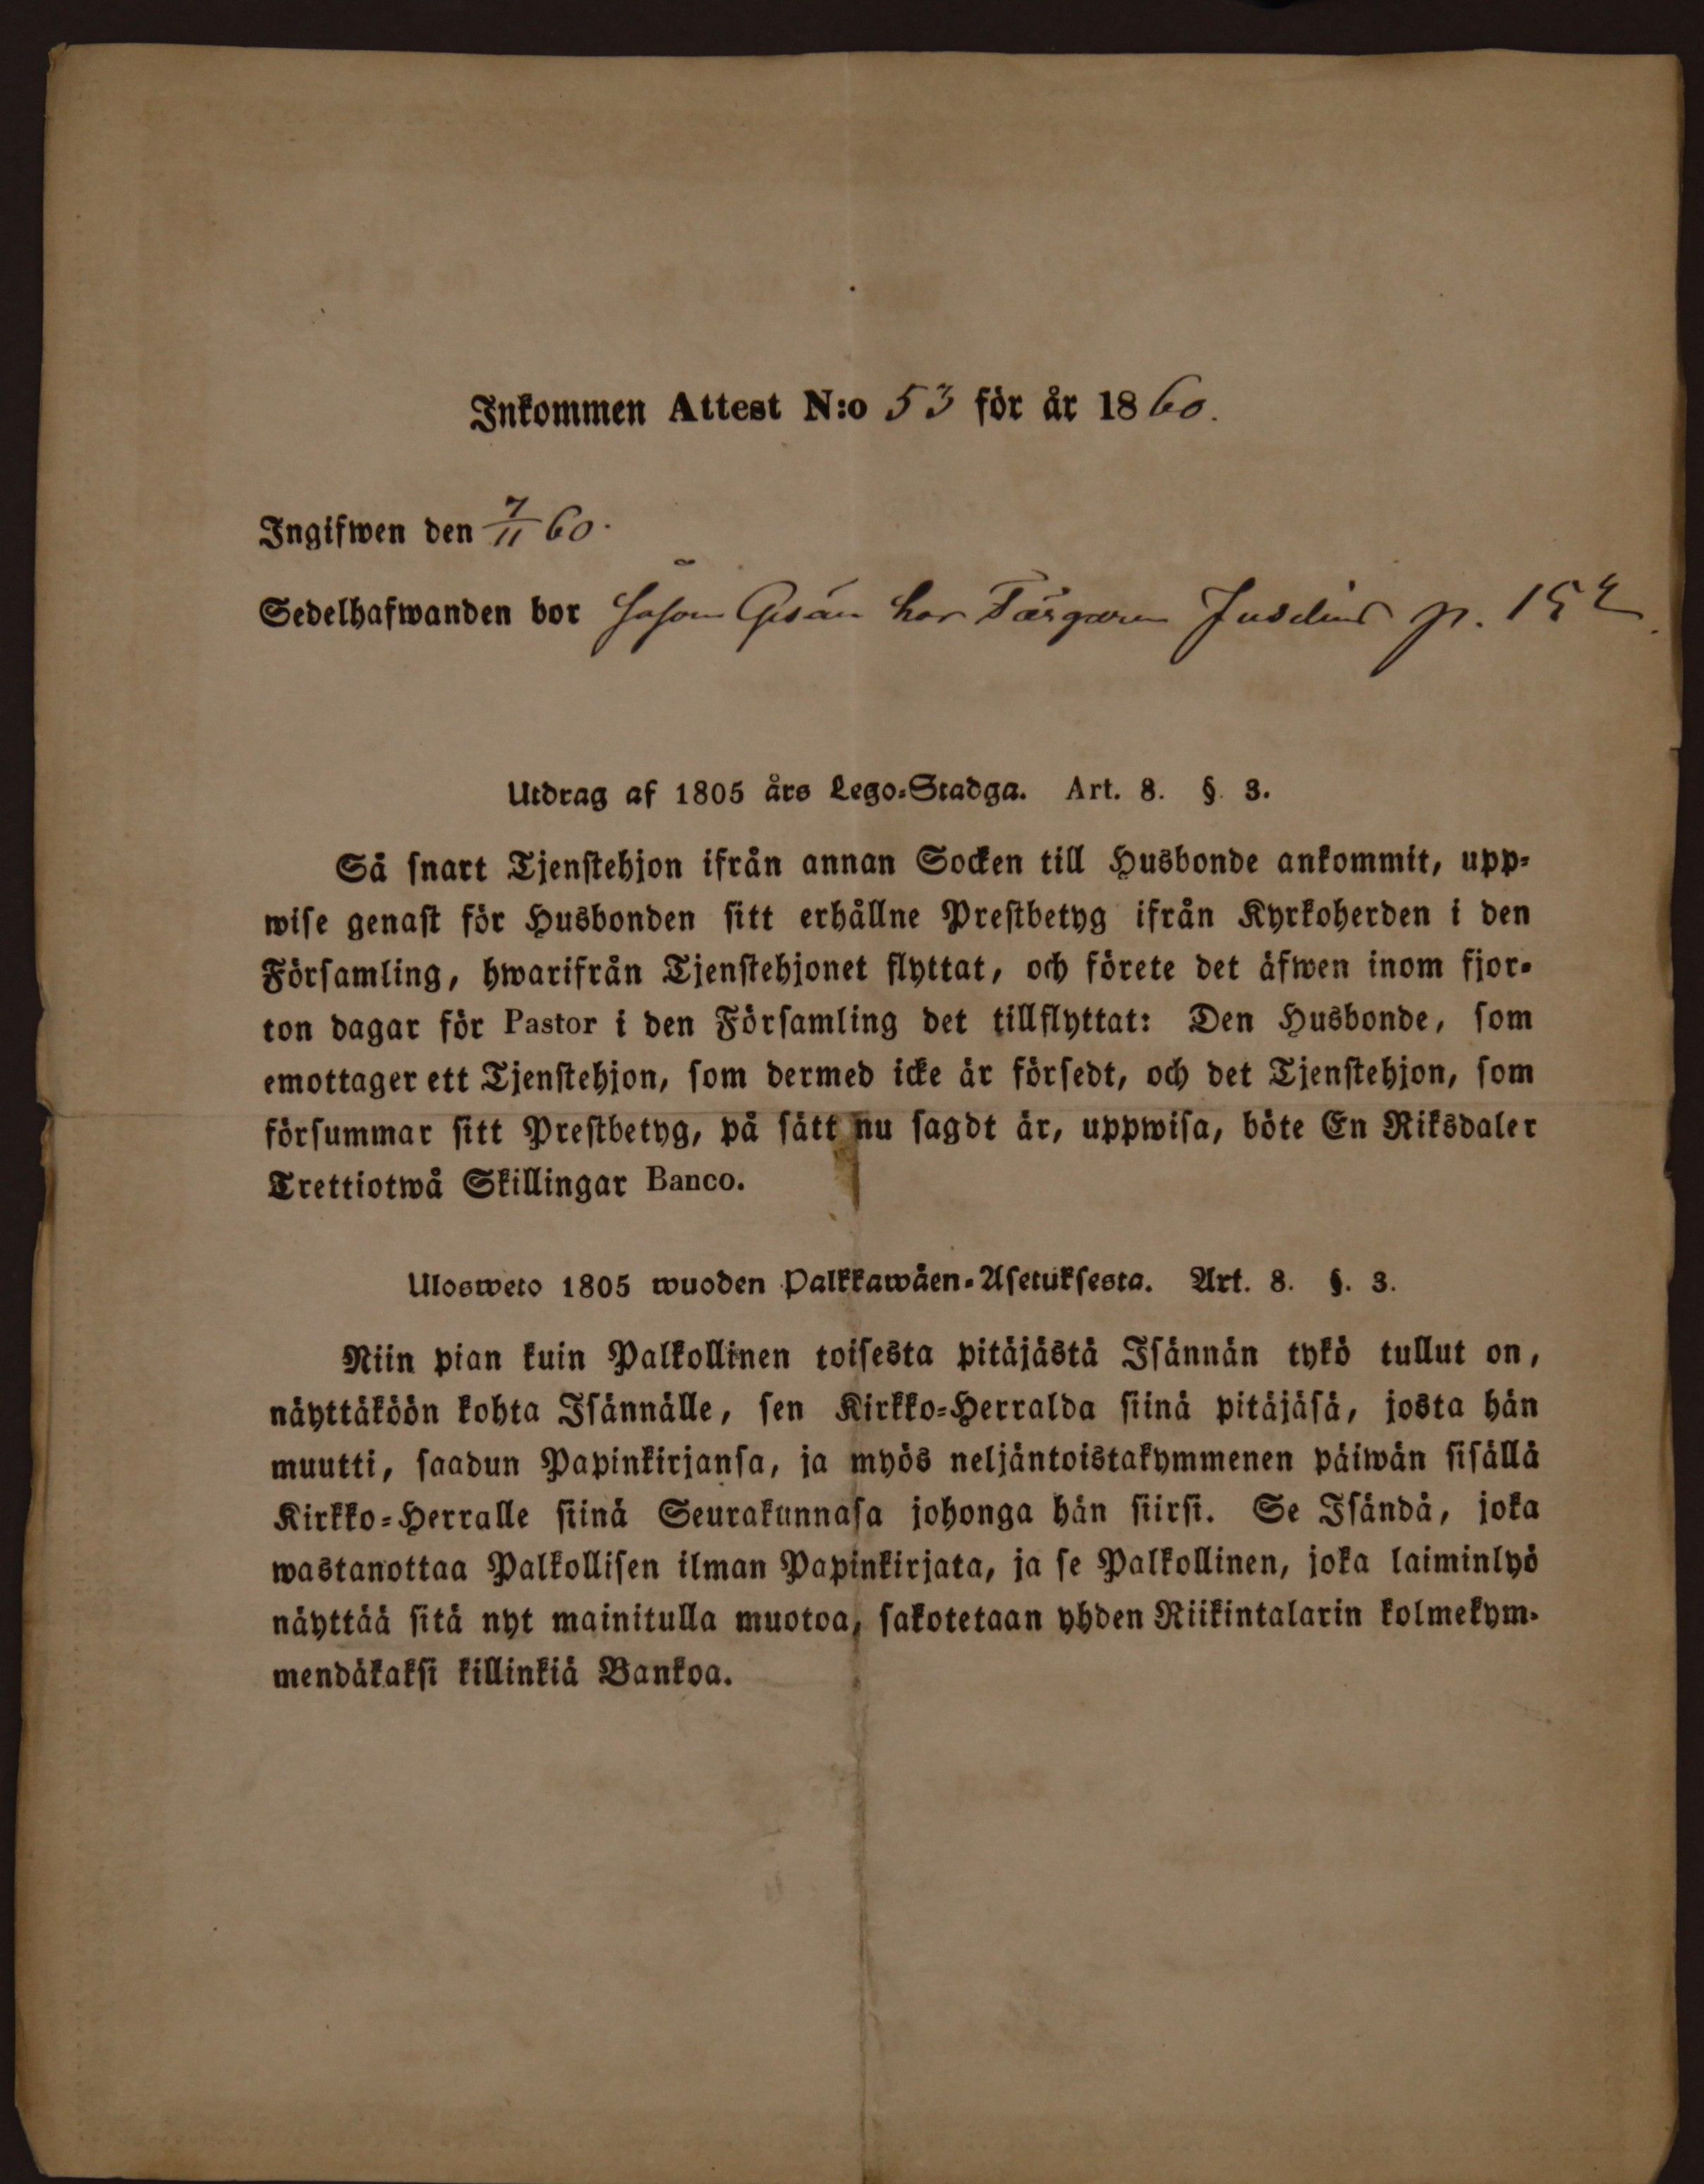 Inkommen Attest N:o 53 för år 1860.
Ingifwen den 7/11 60.
Sedelhafwanden bor såsom Gesän hos Färgaren Juselius p. 152
Utdrag af 1805 års Lego-Stadga. Art. 8. § 3.
Så snart Tjenstehjon ifrån annan Socken till Husbonde ankommit, upp-
wise genast för Husbonden sitt erhållne Prestbetyg ifrån Kyrkoherden i den
Församling, hwarifrån Tjenstehjonet flyttat, och förete det äfwen inom fjor-
ton dagar för Pastor i den Församling det tillflyttat: Den Husbonde, som
emottager ett Tjenstehjon, som dermed icke är försedt, och det Tjenstehjon, som
försummar sitt Prestbetyg, på sätt nu sagdt är, uppwisa, böte En Riksdaler
Trettiotwå Skillingar Banco.
Ulosweto 1805 wuoden Palkkawäen-Asetuksesta. Art. 8. §. 3.
Niin pian kuin Palkollinen toisesta pitäjästä Isännän tykö tullut on,
näyttäköön kohta Isännälle, sen Kirkko-Herralda siinä pitäjäsä, josta hän
muutti, saadun Papinkirjansa, ja myös neljäntoistakymmenen päiwän sisällä
Kirkko-Herralle siinä Seurakunnasa johonga hän siirsi. Se Isändä, joka
wastanottaa Palkollisen ilman Papinkirjata, ja se Palkollinen, joka laiminlyö
näyttää sitä nyt mainitulla muotoa, sakotetaan yhden Riikintalarin kolmekym-
mendäkaksi killinkiä Bankoa.